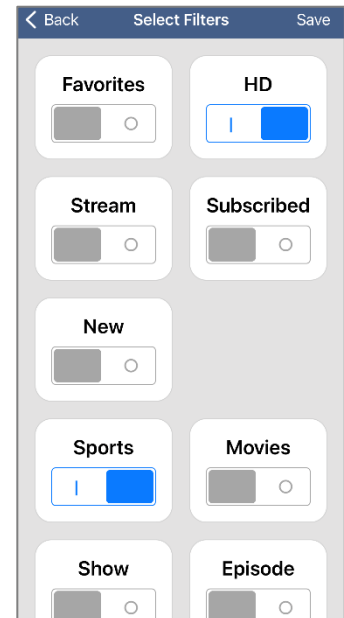 Back Select Filters Save
Favorites HD
Stream Subscribed
New
Sports Movies
Show Episode